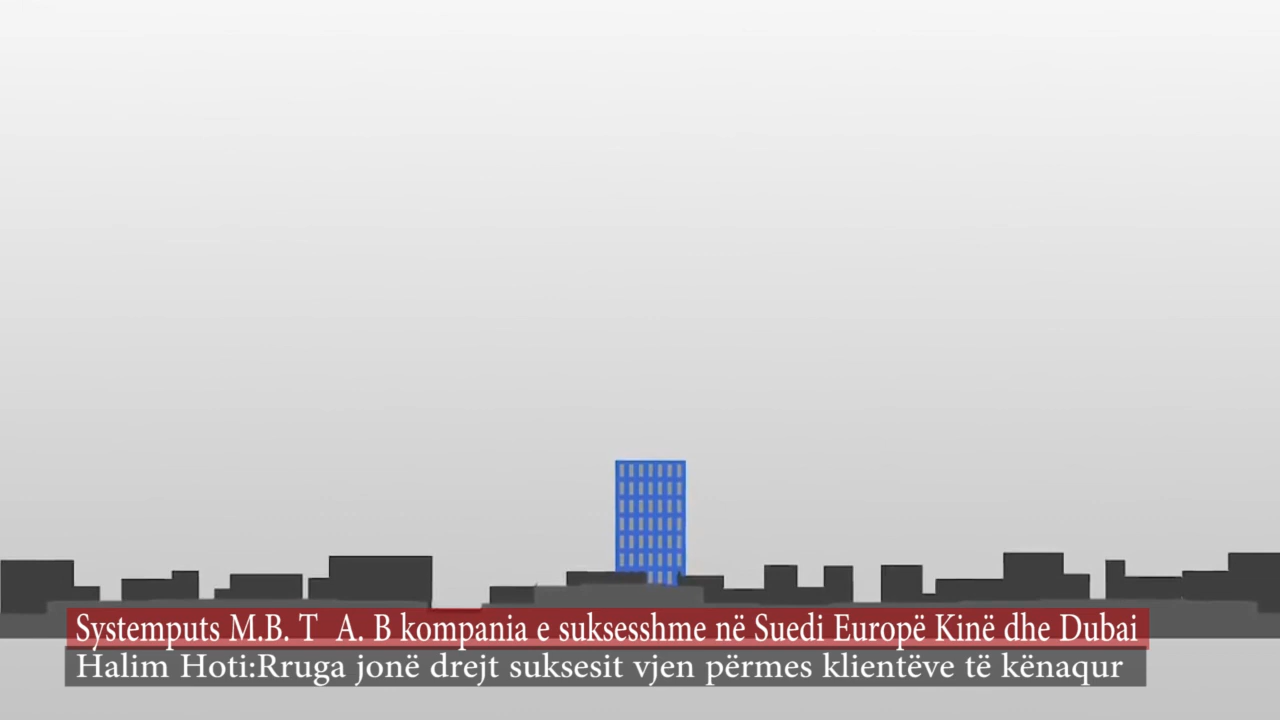 Systemputs M.B. T A. B kompania e suksesshme në Suedi Europë Kinë dhe Dubai
Halim Hoti:Rruga jonë drejt suksesit vjen përmes klientëve të kënaqur